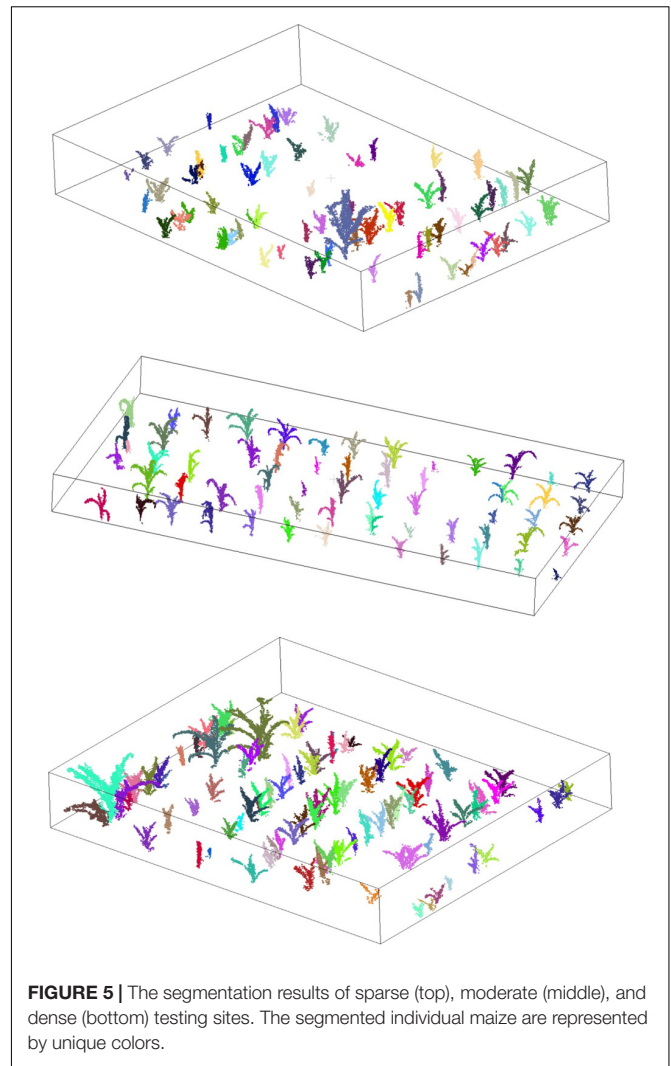 FIGURE 5 | The segmentation results of sparse (top), moderate (middle), and
dense (bottom) testing sites. The segmented individual maize are represented
by unique colors.